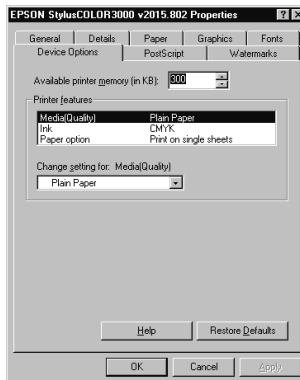 EPSON StylusCOLOR3000 v2015.802 Properties
General Details Paper Graphics Fonts
Device Options PostScript Watermarks
Available printer memory (in KB): 300
Printer features
Media(Quality) Plain Paper
Ink CMYK
Paper option Print on single sheets
Change setting for: Media(Quality)
Plain Paper
Help Restore Defaults
OK Cancel Apply